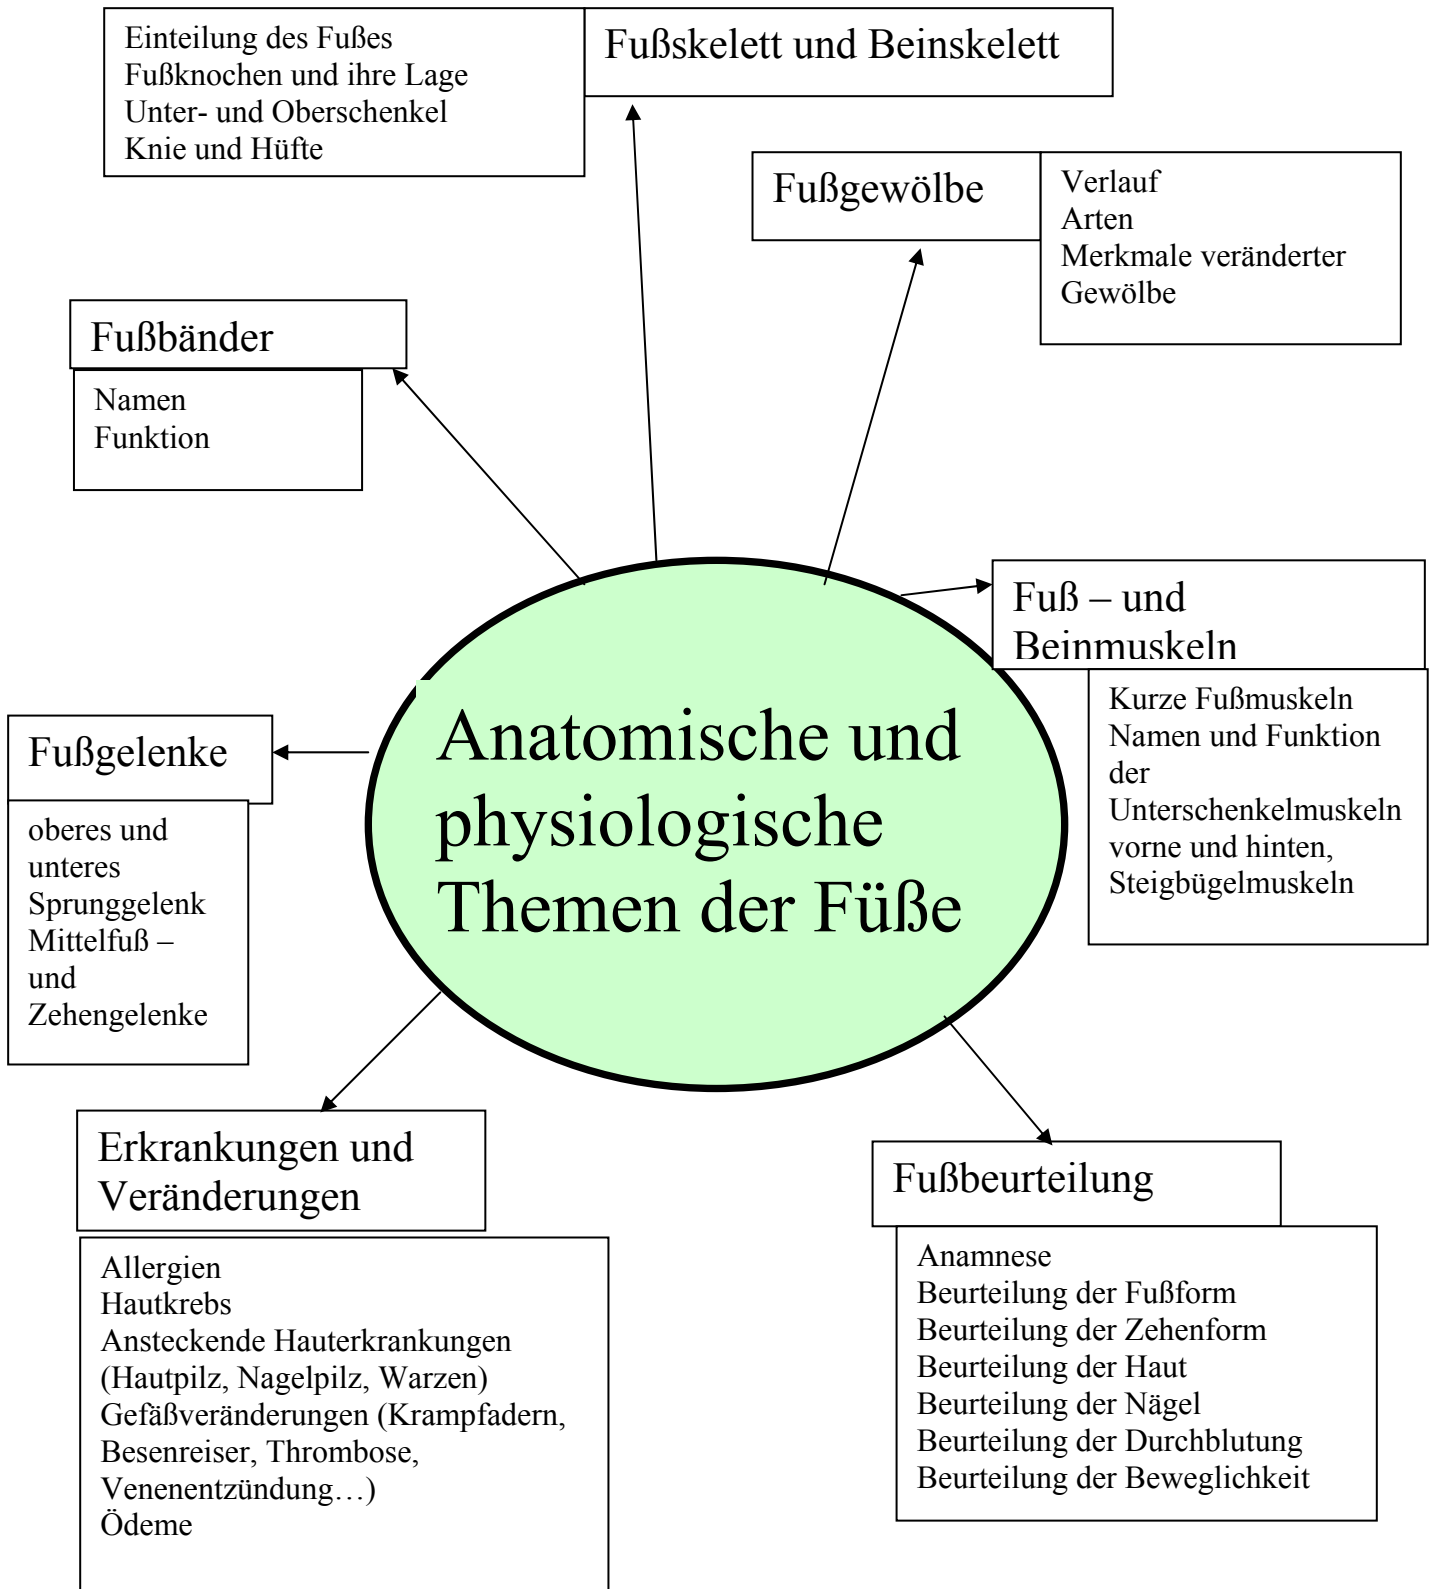 Einteilung des Fußes
Fußknochen und ihre Lage
Unter- und Oberschenkel
Knie und Hüfte
Fußskelett und Beinskelett
Fußgewölbe
Verlauf
Arten
Merkmale veränderter
Gewölbe
Fußbänder
Namen
Funktion
Fuß – und
Beinmuskeln
Kurze Fußmuskeln
Namen und Funktion
der
Unterschenkelmuskeln
vorne und hinten,
Steigbügelmuskeln
Anatomische und
physiologische
Themen der Füße
Fußgelenke
oberes und
unteres
Sprunggelenk
Mittelfuß –
und
Zehengelenke
Erkrankungen und
Veränderungen
Allergien
Hautkrebs
Ansteckende Hauterkrankungen
(Hautpilz, Nagelpilz, Warzen)
Gefäßveränderungen (Krampfadern,
Besenreiser, Thrombose,
Venenentzündung…)
Ödeme
Fußbeurteilung
Anamnese
Beurteilung der Fußform
Beurteilung der Zehenform
Beurteilung der Haut
Beurteilung der Nägel
Beurteilung der Durchblutung
Beurteilung der Beweglichkeit